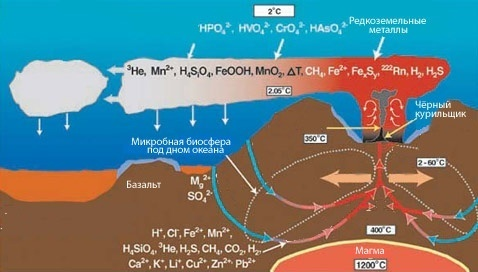 2°C
HPO₄²⁻ HVO₄²⁻ CrO₄²⁻ HAsO₄²⁻
Редкоземельные
металлы
³He, Mn²⁺, H₄SiO₄, FeOOH, MnO₂, ΔT, CH₄, Fe²⁺, FeₓSᵧ, ²²²Rn, H₂, H₂S
2.05°C
Чёрный
курильщик
350°C
Микробная биосфера
под дном океана
2 - 60°C
Базальт
Mg²⁺
SO₄²⁻
H⁺, Cl⁻, Fe²⁺, Mn²⁺,
H₄SiO₄, ³He, H₂S, CH₄, CO₂, H₂,
Ca²⁺, K⁺, Li⁺, Cu²⁺, Zn²⁺, Pb²⁺
400°C
Магма
1200°C